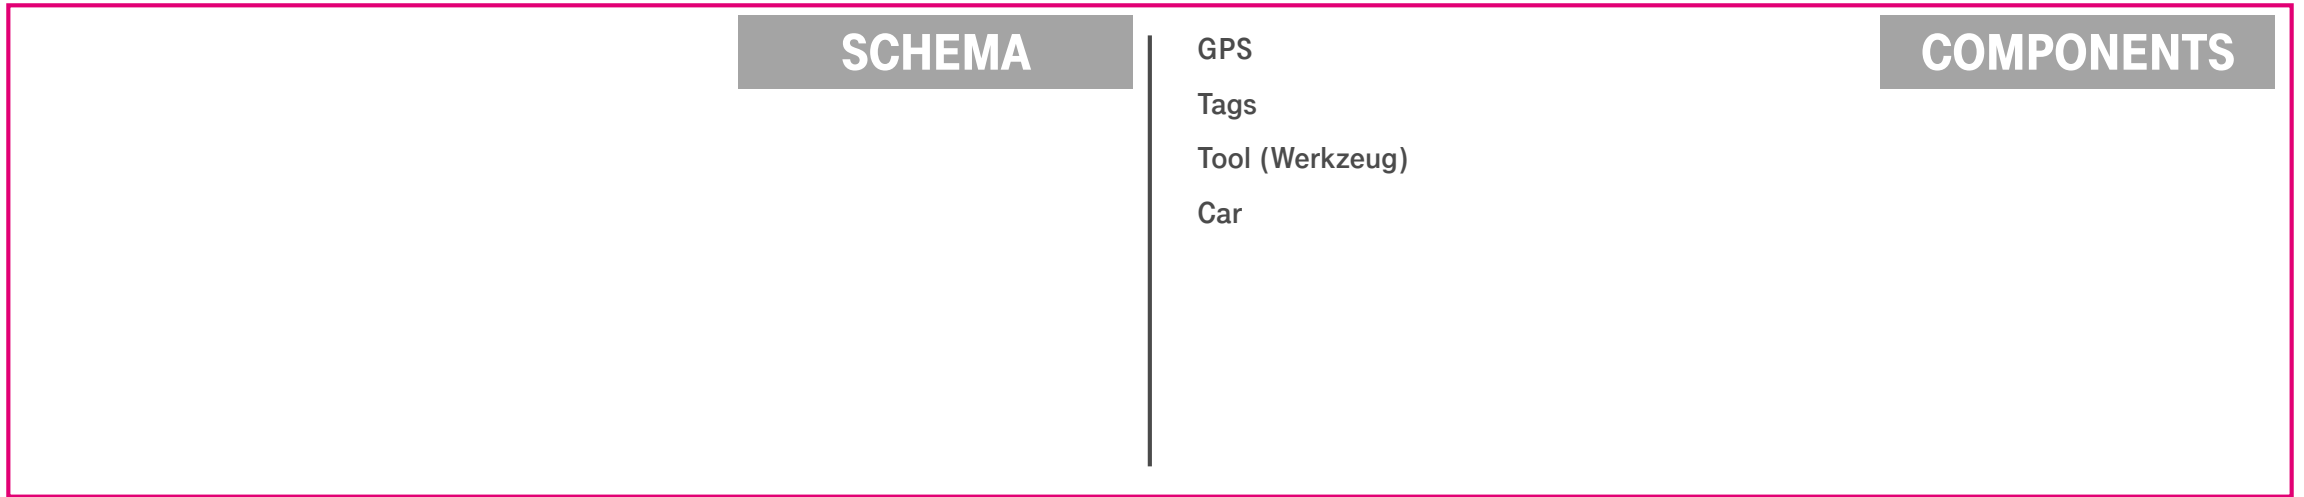 SCHEMA
GPS
Tags
Tool (Werkzeug)
Car
COMPONENTS